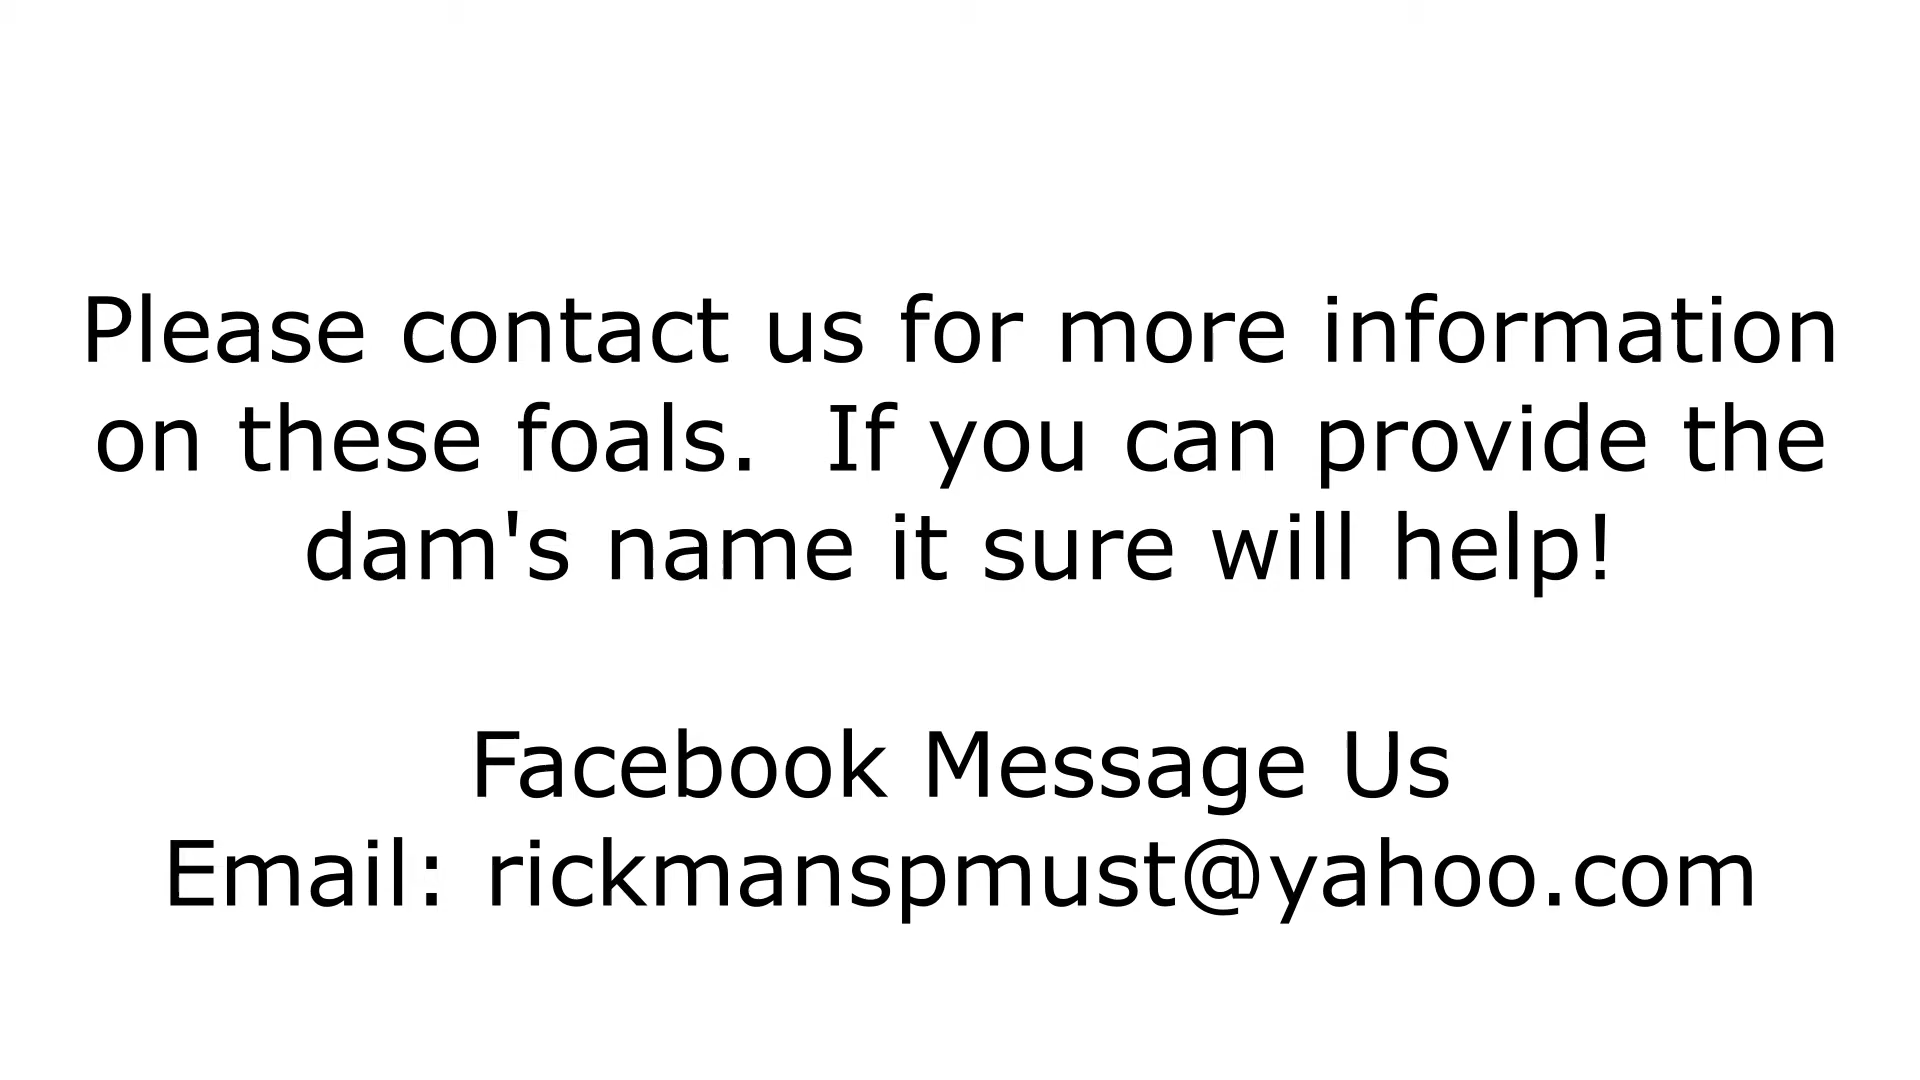 Please contact us for more information
on these foals.  If you can provide the
dam's name it sure will help!
Facebook Message Us
Email: rickmanspmust@yahoo.com